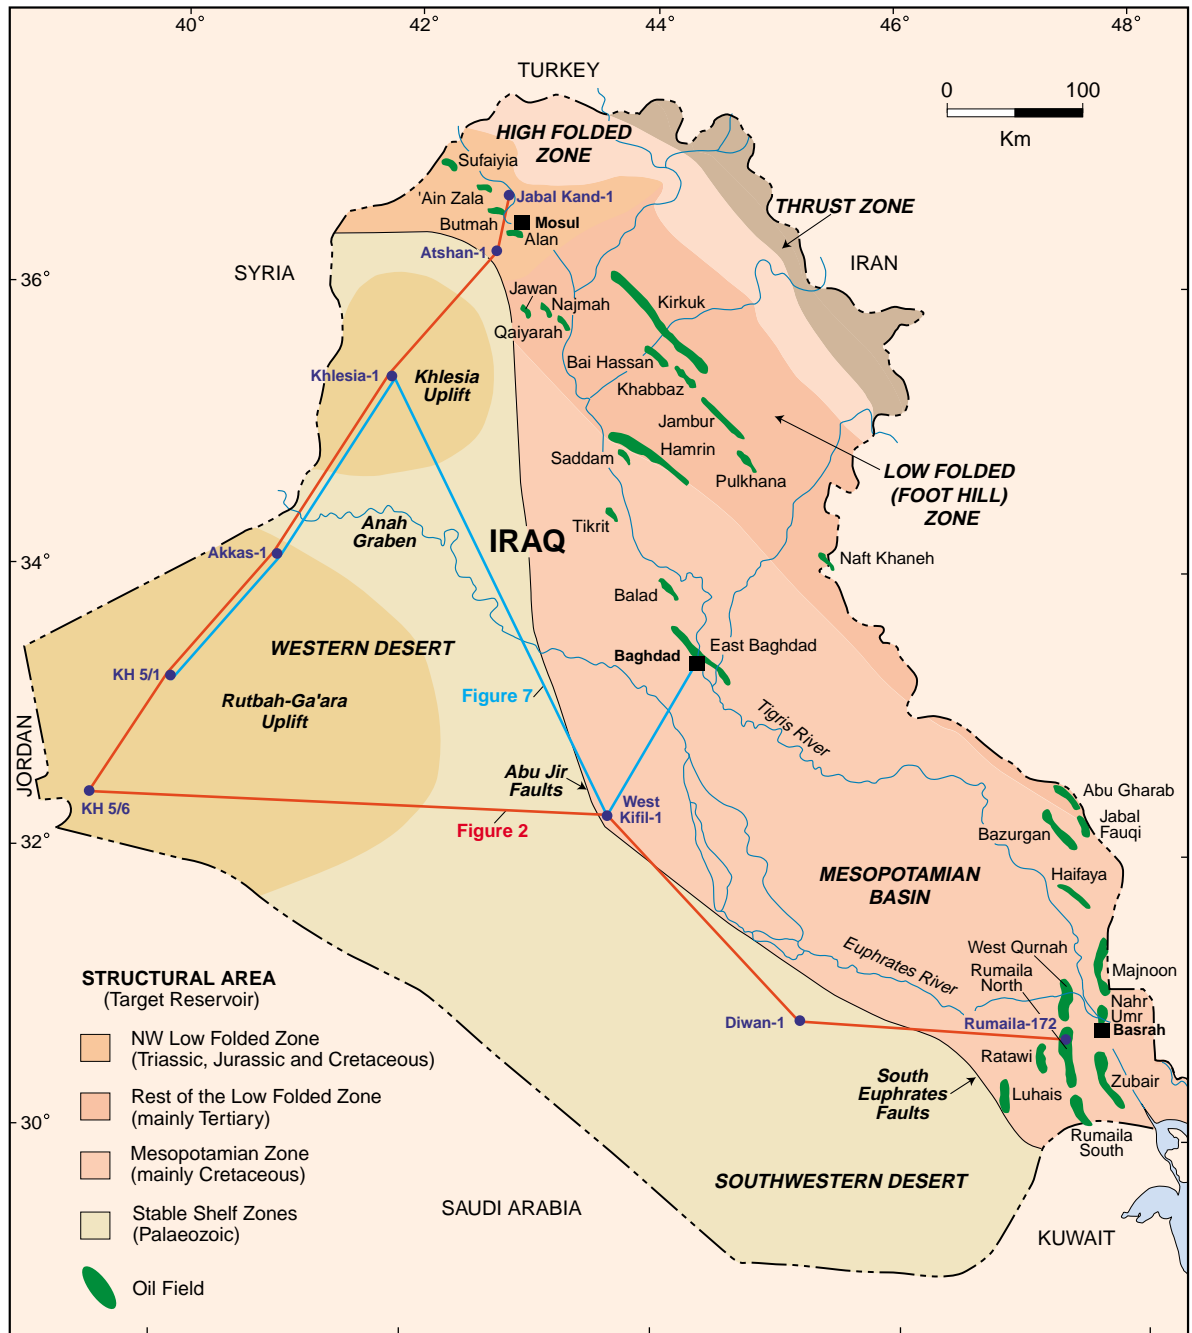 40°
42°
44°
46°
48°
TURKEY
0
100
Km
HIGH FOLDED
ZONE
Sufaiyia
'Ain Zala
Jabal Kand-1
Butmah
Mosul
Alan
Atshan-1
THRUST ZONE
SYRIA
IRAN
36°
Jawan
Najmah
Qaiyarah
Kirkuk
Bai Hassan
Khabbaz
Khlesia-1
Khlesia
Uplift
Jambur
Hamrin
Saddam
Pulkhana
LOW FOLDED
(FOOT HILL)
ZONE
Tikrit
Anah
Graben
IRAQ
34°
Akkas-1
Naft Khaneh
Balad
East Baghdad
Baghdad
WESTERN DESERT
KH 5/1
Rutbah-Ga'ara
Uplift
Figure 7
Tigris River
JORDAN
Abu Jir
Faults
KH 5/6
West
Kifil-1
Figure 2
Abu Gharab
Jabal
Fauqi
Bazurgan
32°
MESOPOTAMIAN
BASIN
Haifaya
Euphrates River
West Qurnah
Rumaila
North
Majnoon
Nahr
Umr
Diwan-1
Rumaila-172
Basrah
Ratawi
South
Euphrates
Faults
Luhais
Zubair
Rumaila
South
30°
STRUCTURAL AREA
(Target Reservoir)
NW Low Folded Zone
(Triassic, Jurassic and Cretaceous)
Rest of the Low Folded Zone
(mainly Tertiary)
Mesopotamian Zone
(mainly Cretaceous)
Stable Shelf Zones
(Palaeozoic)
Oil Field
SOUTHWESTERN DESERT
SAUDI ARABIA
KUWAIT